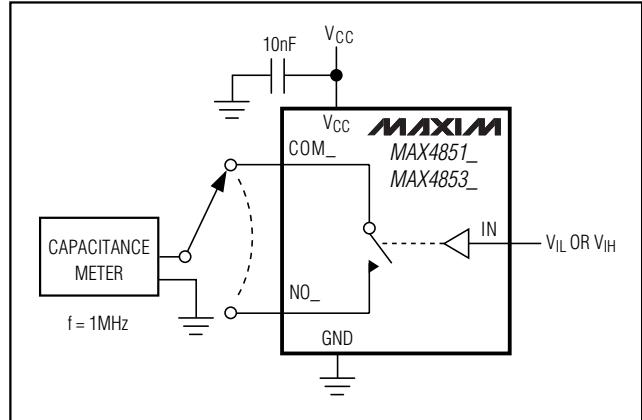 10nF
VCC
VCC
MAXIM
COM_
MAX4851_
MAX4853_
CAPACITANCE
METER
IN
VIL OR VIH
NO_
f = 1MHz
GND